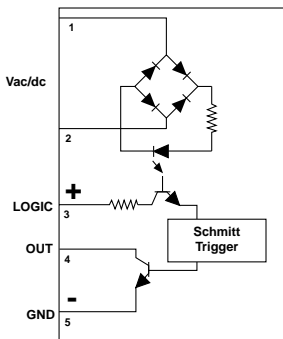 1
Vac/dc
2
+
LOGIC
3
Schmitt
Trigger
OUT
4
-
GND
5